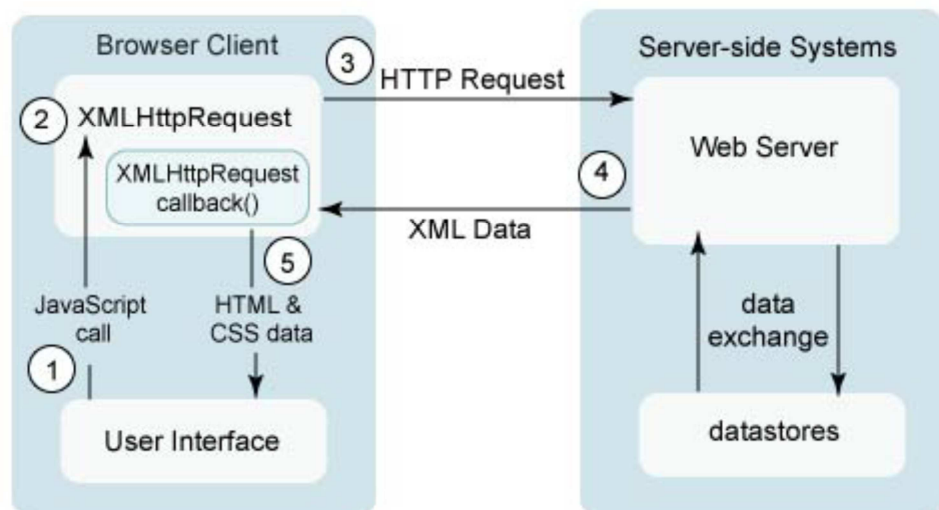 Browser Client
3
HTTP Request
2
XMLHttpRequest
XMLHttpRequest
callback()
5
JavaScript
call
HTML &
CSS data
1
User Interface
4
XML Data
Server-side Systems
Web Server
data
exchange
datastores